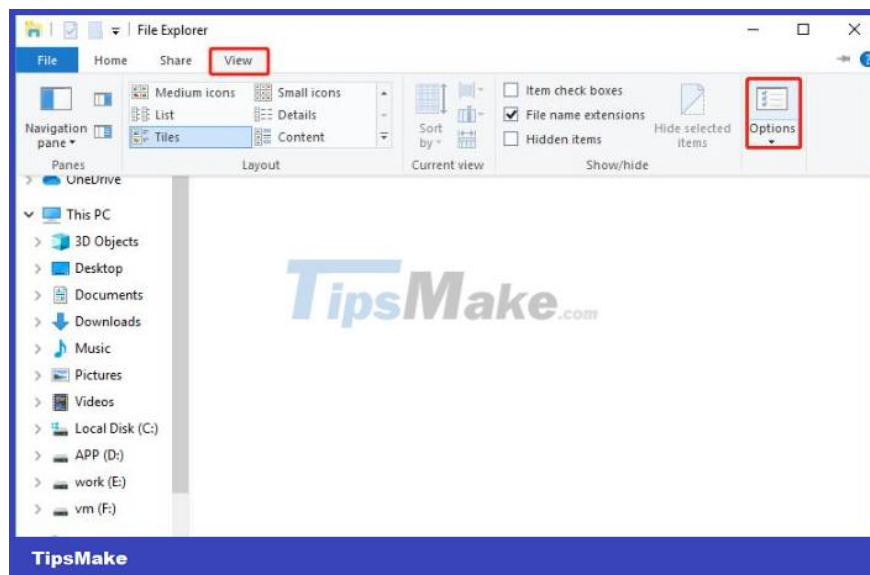 File Explorer
File Home Share View
Medium icons Small icons
List Details
Tiles Content
Navigation pane
Sort by
Item check boxes
File name extensions
Hidden items
Hide selected items
Options
Panes Layout Current view Show/hide
OneDrive
This PC
3D Objects
Desktop
Documents
Downloads
Music
Pictures
Videos
Local Disk (C:)
APP (D:)
work (E:)
vm (F:)
TipsMake.com
TipsMake